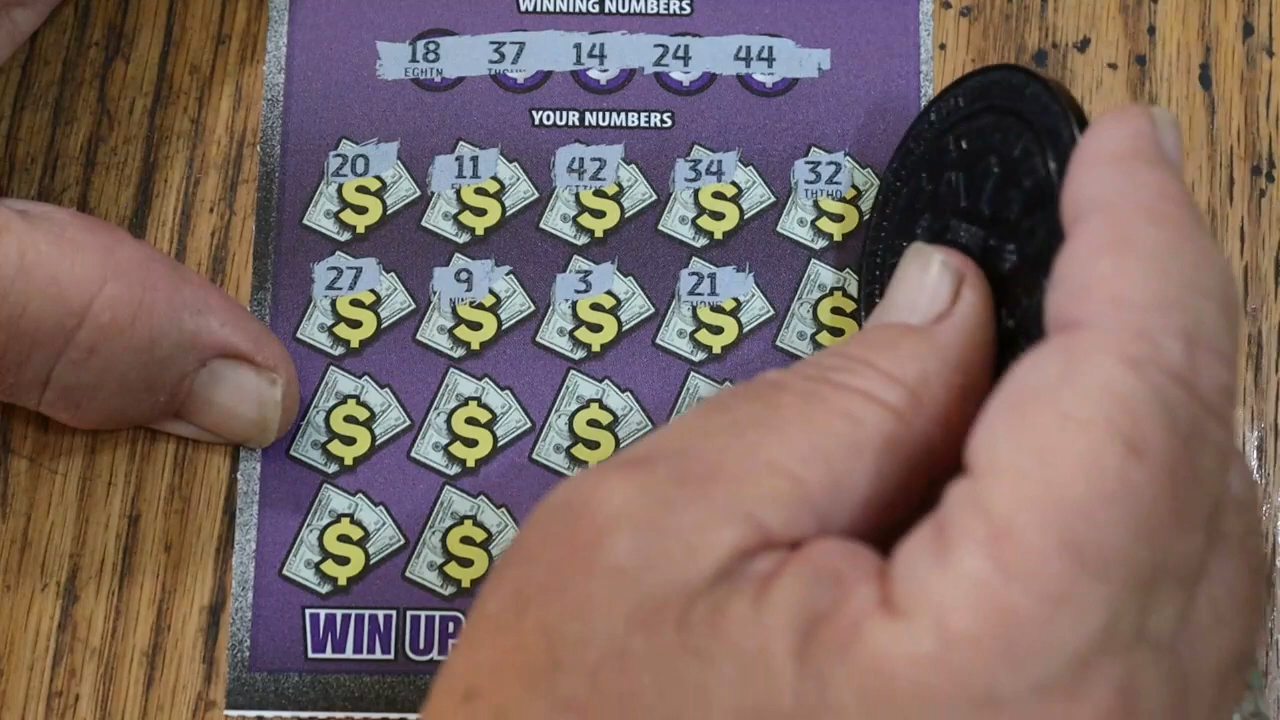 WINNING NUMBERS
18 37 14 24 44
EGHTN
YOUR NUMBERS
20 11 42 34 32
THTHO
27 9 3 21
$ $ $ $ $
WIN UP